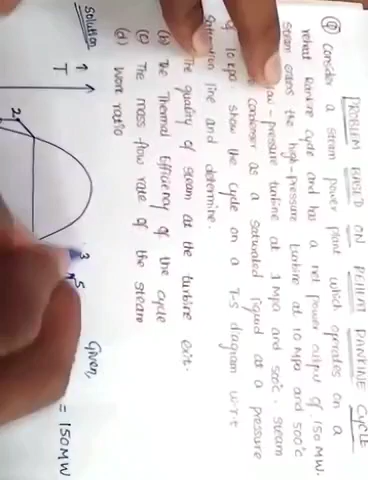 PROBLEM BASED ON REHEAT RANKINE CYCLE
Q consider a steam power plant which operates on a
reheat Rankine cycle and has a net power output of 150 MW.
steam enters the high-pressure turbine at 10 MPa and 500°C
low-pressure turbine at 1 MPa and 500°C. steam
condenser as a saturated liquid at a pressure
of 10 kPa. show the cycle on a T-s diagram w.r.t
saturation line and determine.
The quality of steam at the turbine exit.
(b) The Thermal Efficiency of the cycle
(c) The mass flow rate of the steam
(d) Work ratio
Solution
Given,
T
= 150 MW
2
3
5